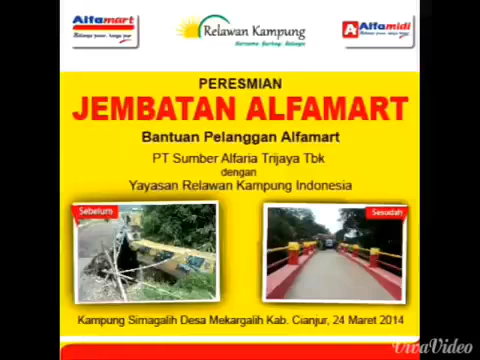 Alfamart
Relawan Kampung
Alfamidi
PERESMIAN
JEMBATAN ALFAMART
Bantuan Pelanggan Alfamart
PT Sumber Alfaria Trijaya Tbk
dengan
Yayasan Relawan Kampung Indonesia
Sebelum
Sesudah
Kampung Simagalih Desa Mekargalih Kab. Cianjur, 24 Maret 2014
VivaVideo